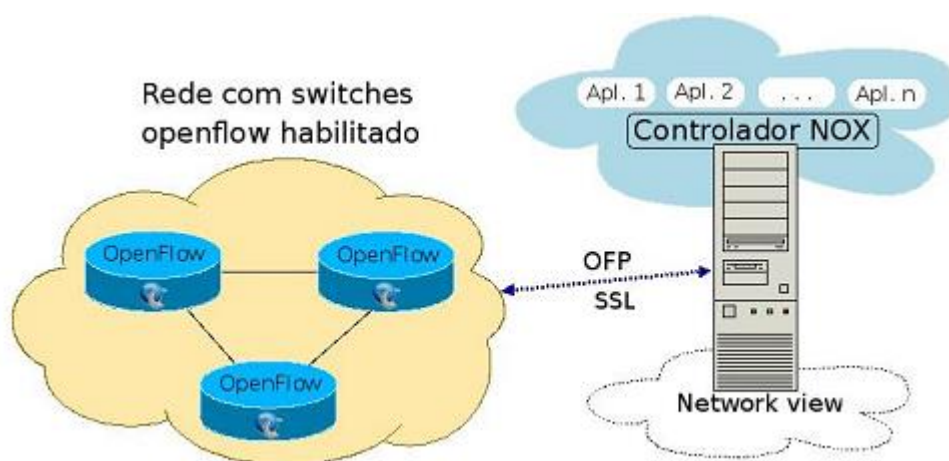 Rede com switches
openflow habilitado
OpenFlow
OpenFlow
OpenFlow
OFP
SSL
Apl. 1
Apl. 2
. . .
Apl. n
Controlador NOX
Network view